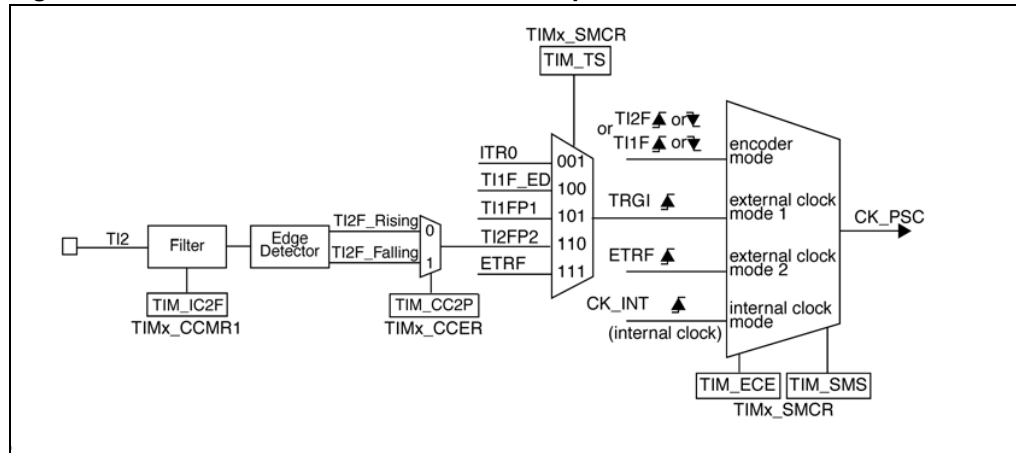 TIMx_SMCR
TIM_TS
ITR0
001
TI1F_ED
100
TI1FP1
101
TI2FP2
110
ETRF
111
TI2
Filter
TIM_IC2F
TIMx_CCMR1
Edge
Detector
TI2F_Rising
0
TI2F_Falling
1
TIM_CC2P
TIMx_CCER
or
TI2F or
TI1F or
encoder
mode
TRGI
external clock
mode 1
ETRF
external clock
mode 2
CK_INT
(internal clock)
internal clock
mode
CK_PSC
TIM_ECE
TIM_SMS
TIMx_SMCR